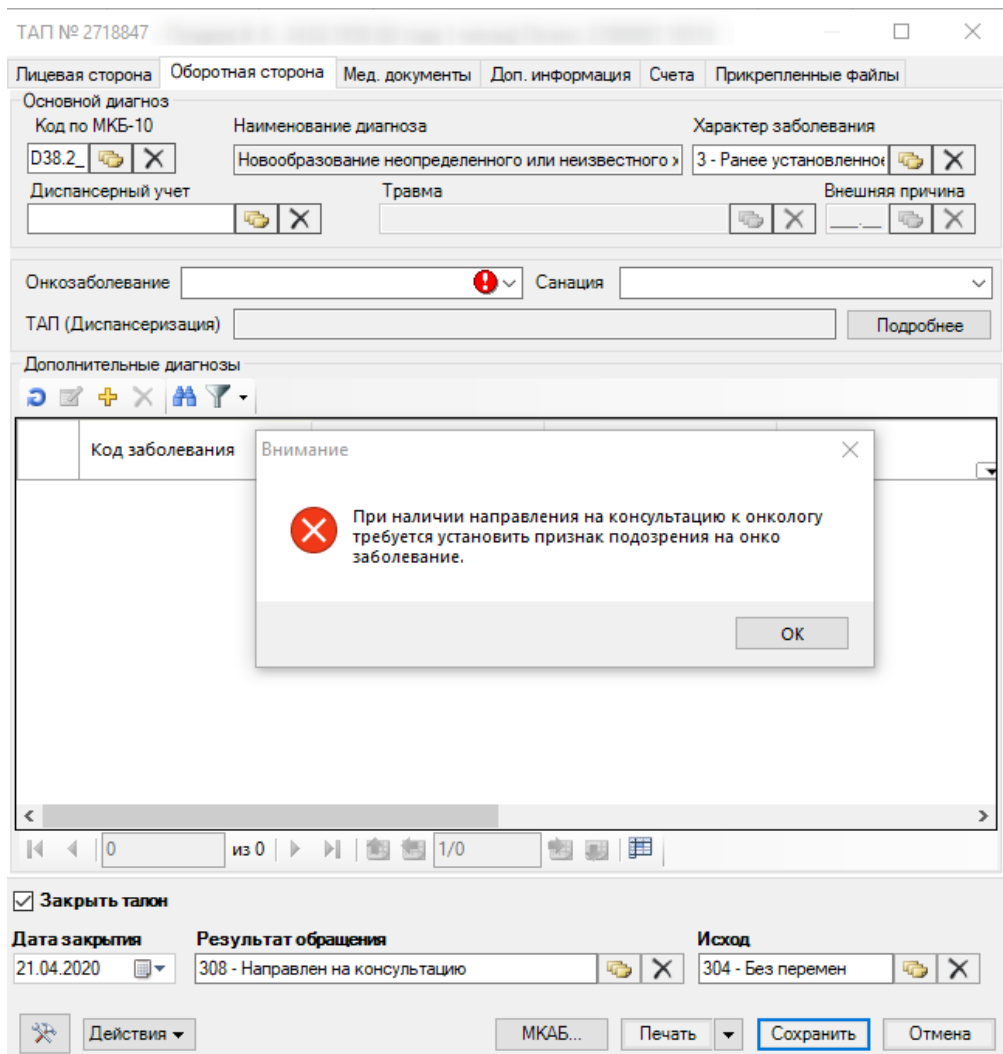 ТАП № 2718847
Лицевая сторона Оборотная сторона Мед. документы Доп. информация Счета Прикрепленные файлы
Основной диагноз
Код по МКБ-10 Наименование диагноза Характер заболевания
D38.2_ Новообразование неопределенного или неизвестного 3 - Ранее установленное
Диспансерный учет Травма Внешняя причина
___.__
Онкозаболевание Санация
ТАП (Диспансеризация) Подробнее
Дополнительные диагнозы
Код заболевания
Внимание
При наличии направления на консультацию к онкологу
требуется установить признак подозрения на онко
заболевание.
ОК
0 из 0 1/0
Закрыть талон
Дата закрытия Результат обращения Исход
21.04.2020 308 - Направлен на консультацию 304 - Без перемен
Действия МКАБ... Печать Сохранить Отмена